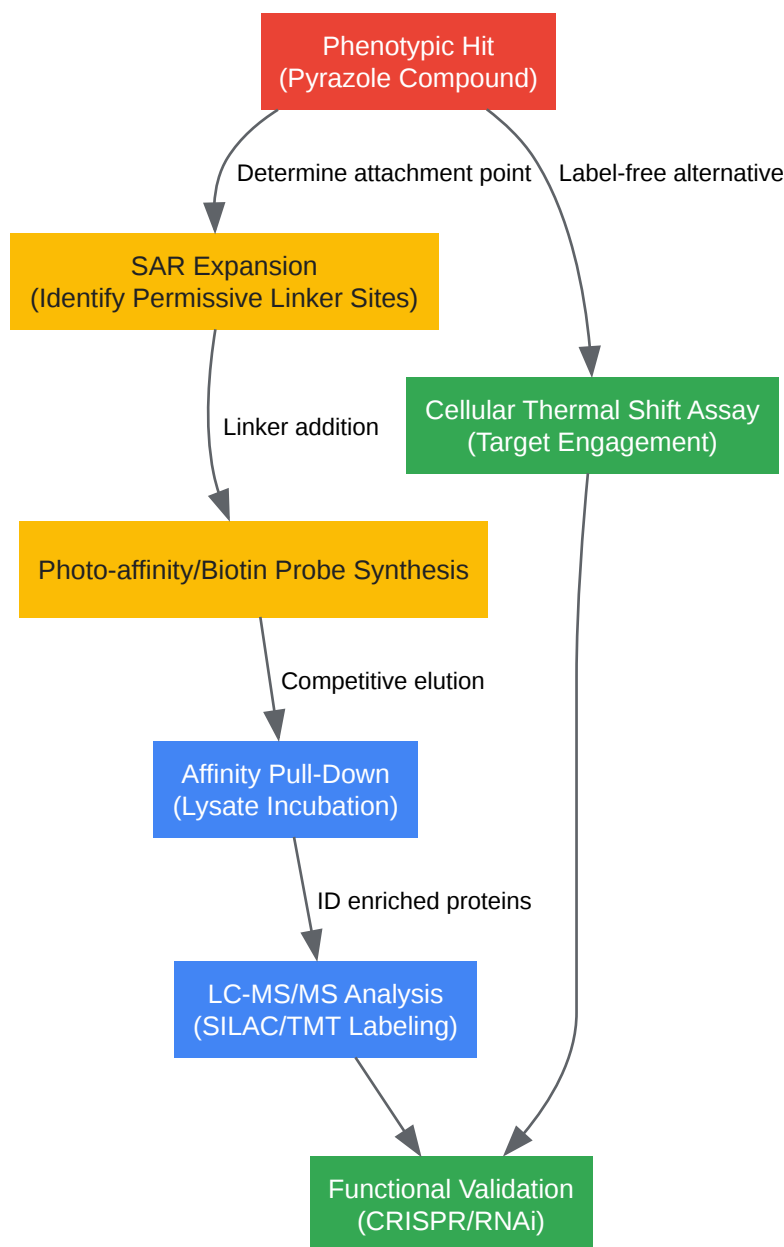 Phenotypic Hit
(Pyrazole Compound)
Determine attachment point
Label-free alternative
SAR Expansion
(Identify Permissive Linker Sites)
Cellular Thermal Shift Assay
(Target Engagement)
Linker addition
Photo-affinity/Biotin Probe Synthesis
Competitive elution
Affinity Pull-Down
(Lysate Incubation)
ID enriched proteins
LC-MS/MS Analysis
(SILAC/TMT Labeling)
Functional Validation
(CRISPR/RNAi)